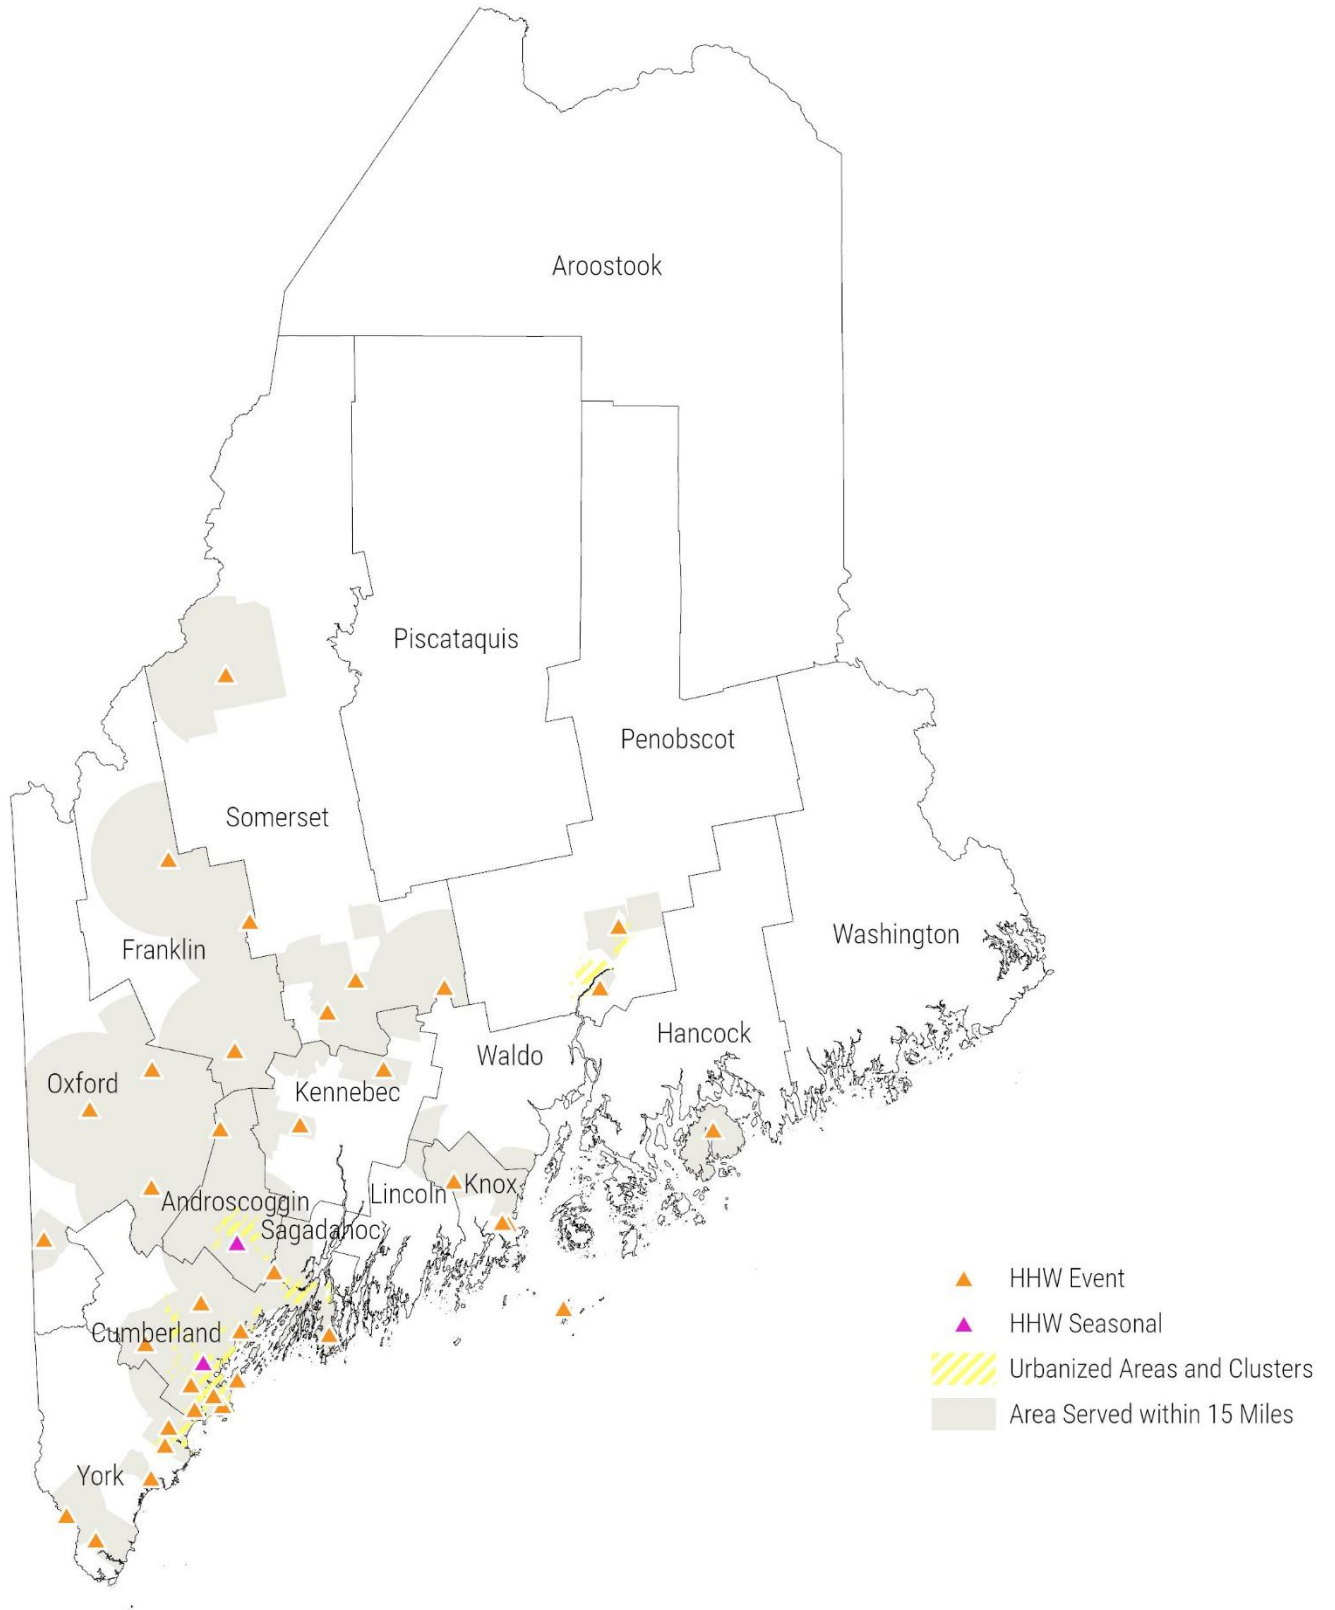 Aroostook
Piscataquis
Penobscot
Somerset
Franklin
Washington
Hancock
Waldo
Oxford
Kennebec
Androscoggin
Lincoln
Knox
Sagadahoc
Cumberland
York
HHW Event
HHW Seasonal
Urbanized Areas and Clusters
Area Served within 15 Miles